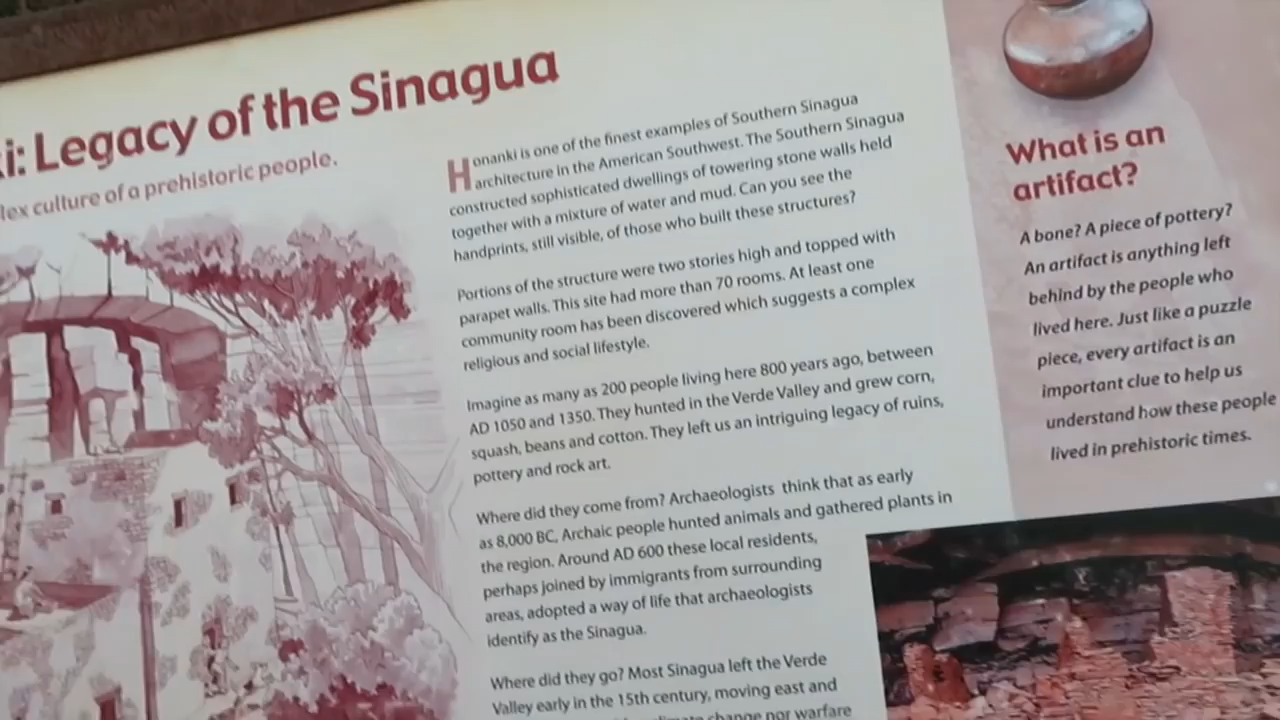 i: Legacy of the Sinagua
lex culture of a prehistoric people.
Honanki is one of the finest examples of Southern Sinagua
architecture in the American Southwest. The Southern Sinagua
constructed sophisticated dwellings of towering stone walls held
together with a mixture of water and mud. Can you see the
handprints, still visible, of those who built these structures?
Portions of the structure were two stories high and topped with
parapet walls. This site had more than 70 rooms. At least one
community room has been discovered which suggests a complex
religious and social lifestyle.
Imagine as many as 200 people living here 800 years ago, between
AD 1050 and 1350. They hunted in the Verde Valley and grew corn,
squash, beans and cotton. They left us an intriguing legacy of ruins,
pottery and rock art.
Where did they come from? Archaeologists think that as early
as 8,000 BC, Archaic people hunted animals and gathered plants in
the region. Around AD 600 these local residents,
perhaps joined by immigrants from surrounding
areas, adopted a way of life that archaeologists
identify as the Sinagua.
Where did they go? Most Sinagua left the Verde
Valley early in the 15th century, moving east and
climate change nor warfare
What is an
artifact?
A bone? A piece of pottery?
An artifact is anything left
behind by the people who
lived here. Just like a puzzle
piece, every artifact is an
important clue to help us
understand how these people
lived in prehistoric times.